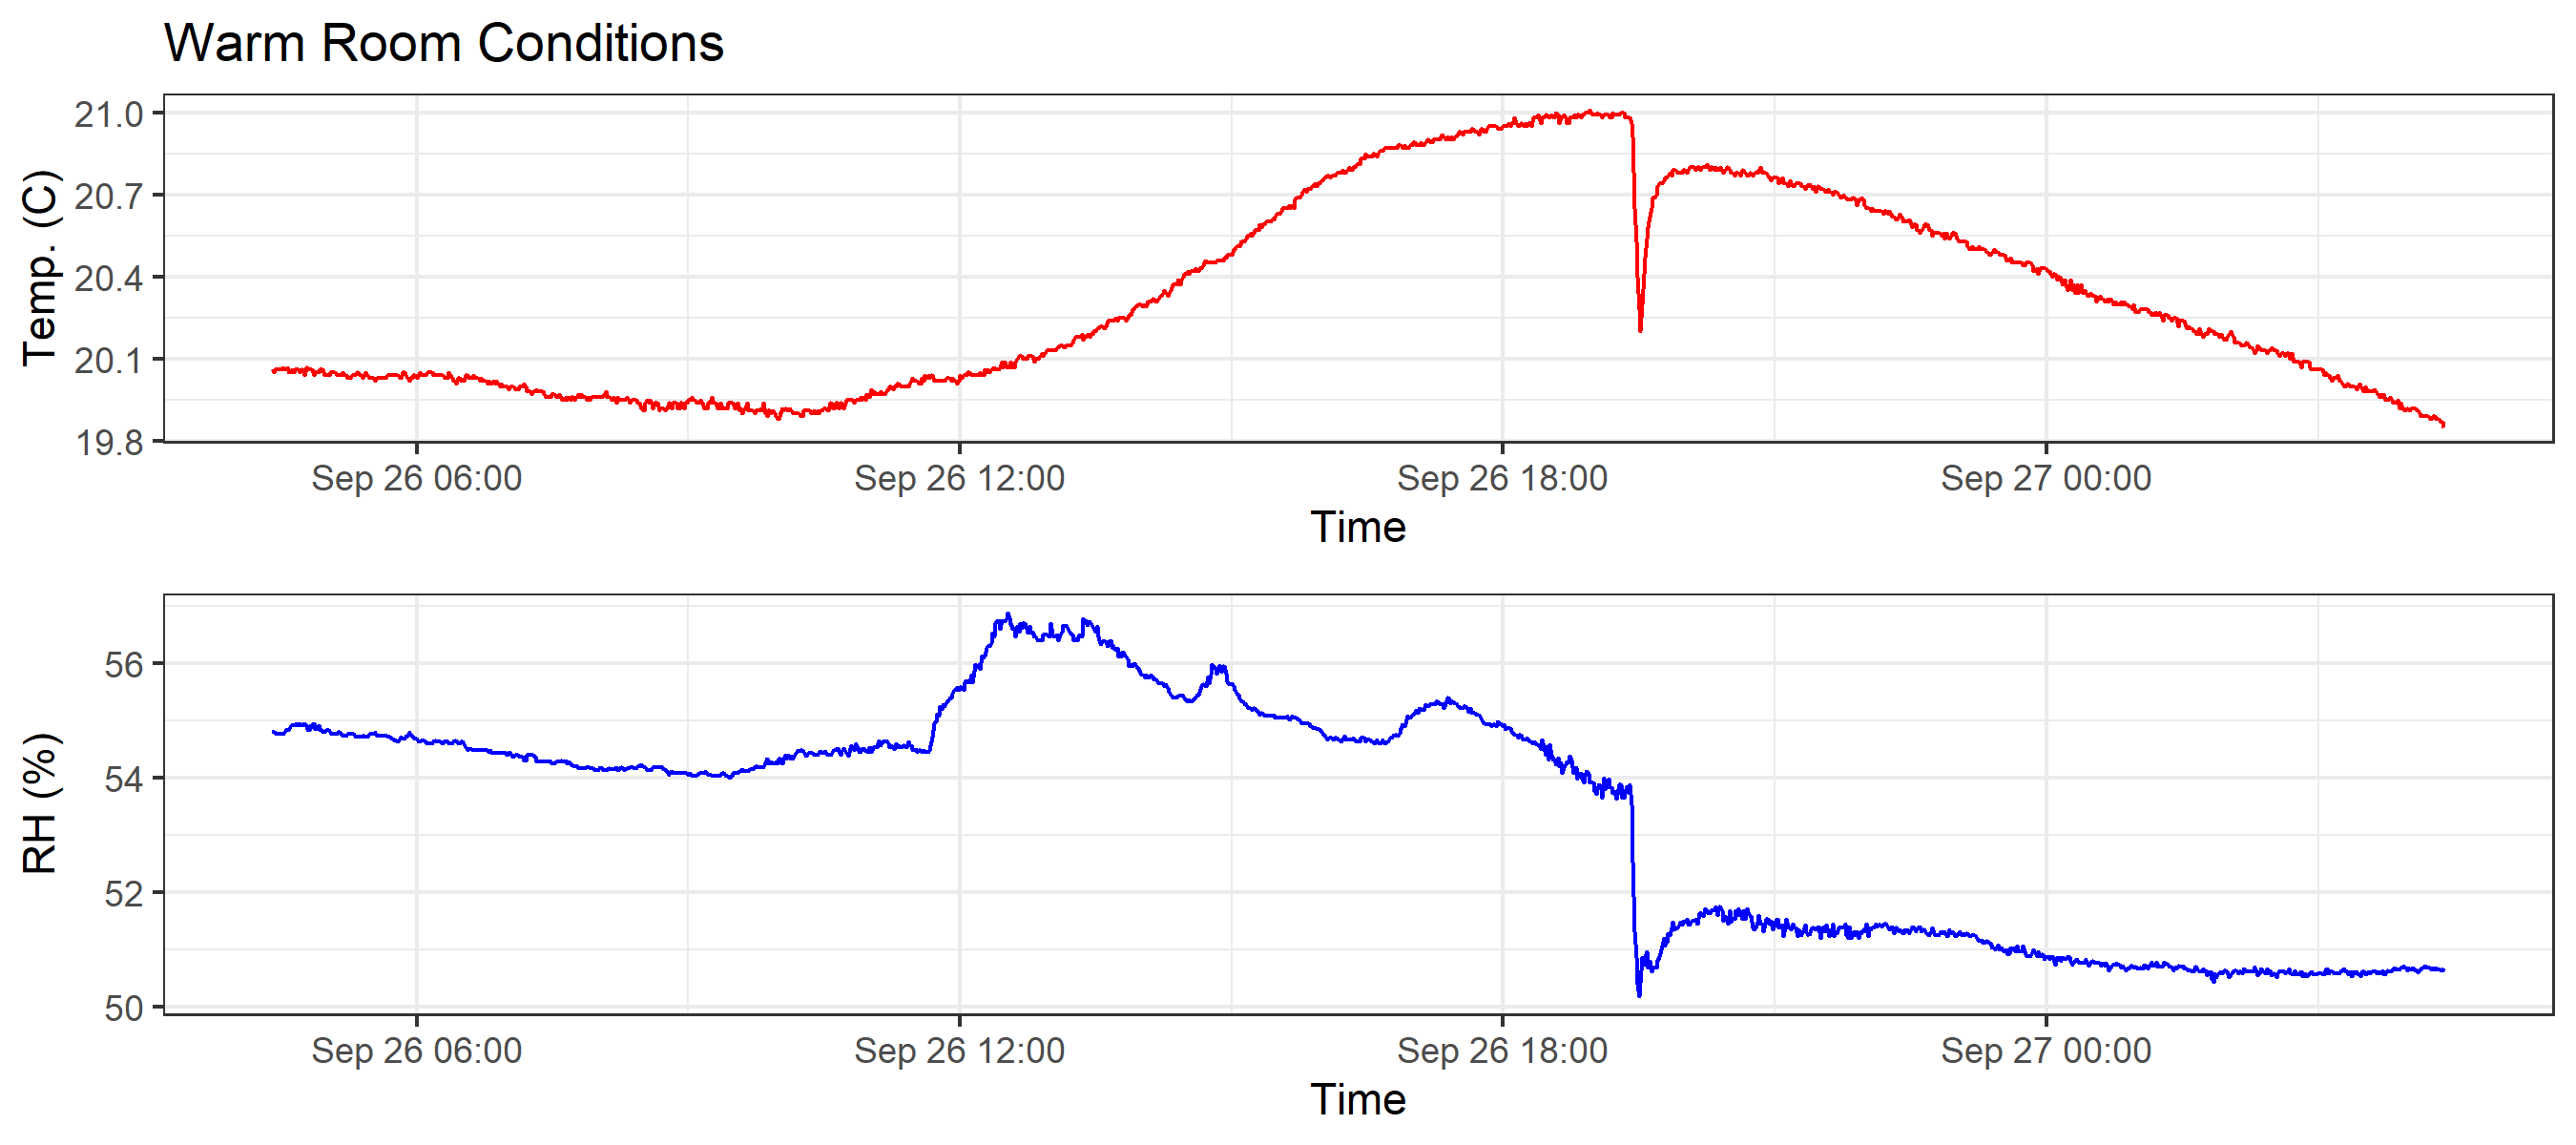 Warm Room Conditions
Temp. (C)
21.0
20.7
20.4
20.1
19.8
Sep 26 06:00 Sep 26 12:00 Sep 26 18:00 Sep 27 00:00
Time
RH (%)
56
54
52
50
Sep 26 06:00 Sep 26 12:00 Sep 26 18:00 Sep 27 00:00
Time